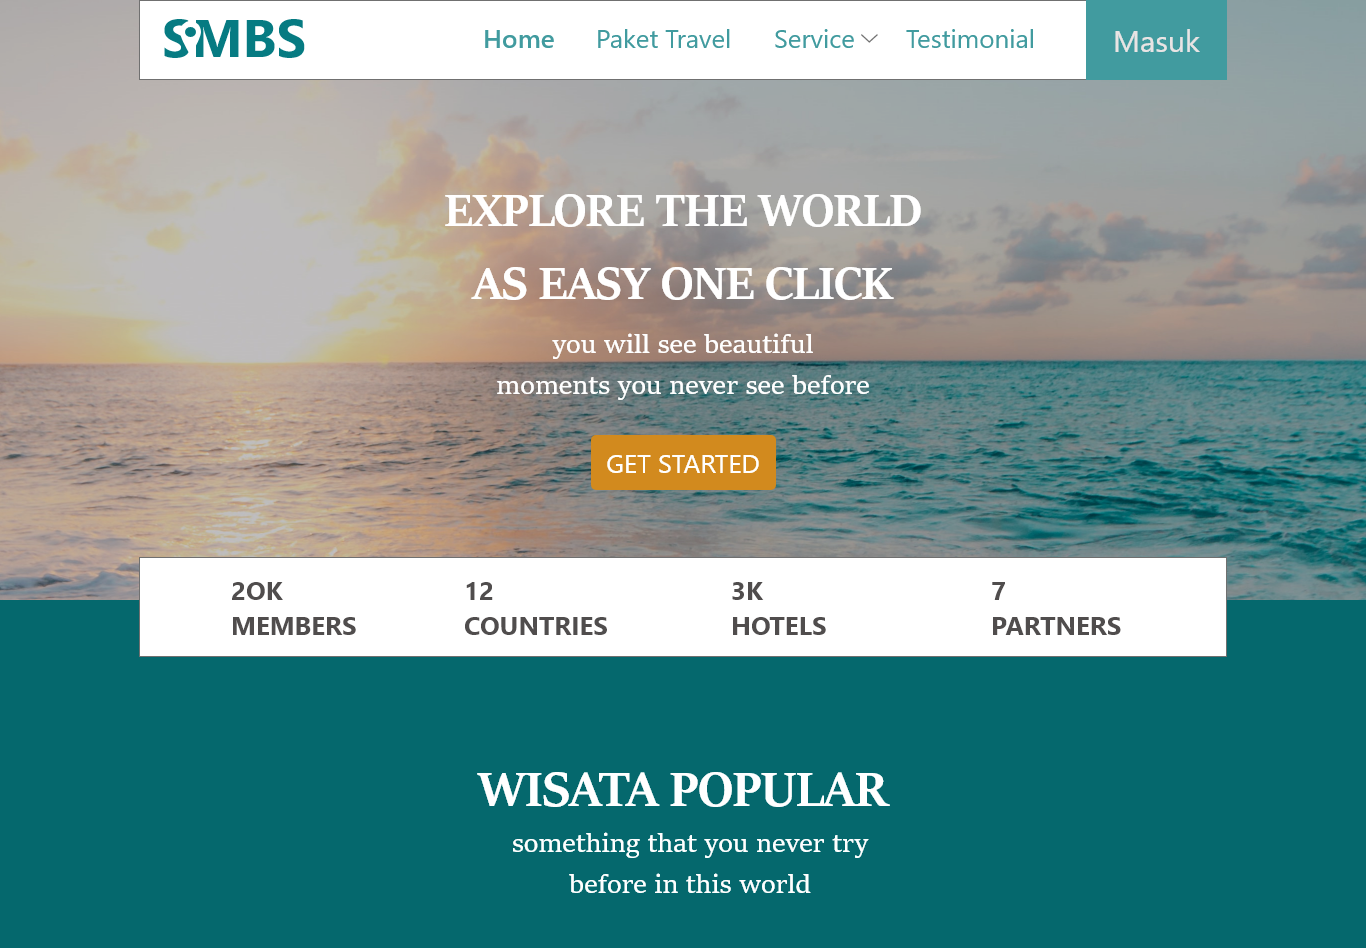 S·MBS
Home Paket Travel Service Testimonial Masuk
EXPLORE THE WORLD
AS EASY ONE CLICK
you will see beautiful
moments you never see before
GET STARTED
2OK 12 3K 7
MEMBERS COUNTRIES HOTELS PARTNERS
WISATA POPULAR
something that you never try
before in this world